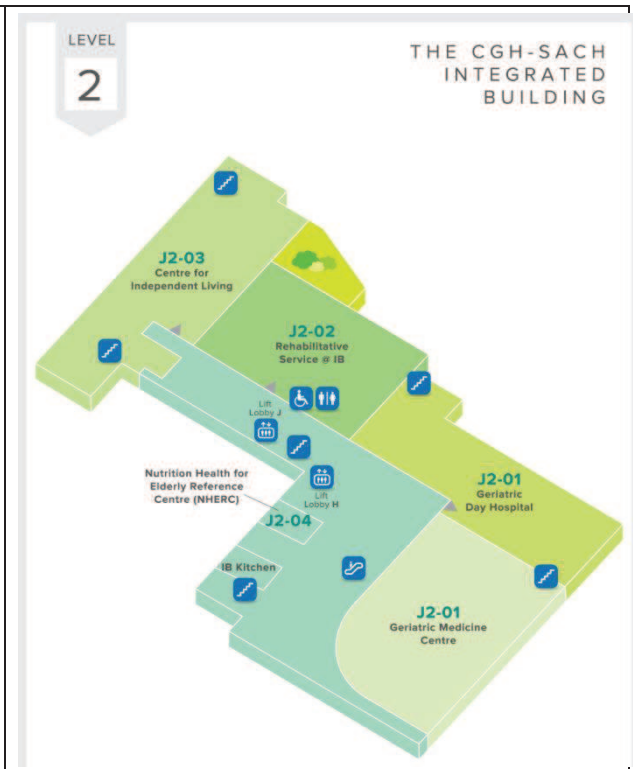 LEVEL
2
THE CGH-SACH
INTEGRATED
BUILDING
J2-03
Centre for
Independent Living
J2-02
Rehabilitative
Service @ IB
Lift
Lobby J
Lift
Lobby H
Nutrition Health for
Elderly Reference
Centre (NHERC)
J2-04
J2-01
Geriatric
Day Hospital
IB Kitchen
J2-01
Geriatric Medicine
Centre